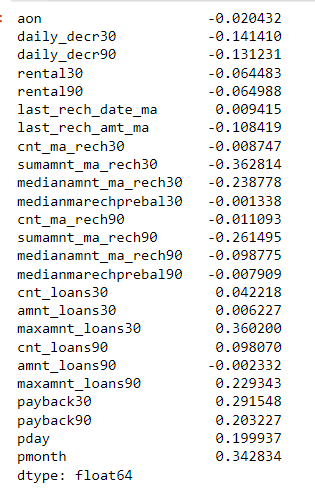 aon -0.020432
daily_decr30 -0.141410
daily_decr90 -0.131231
rental30 -0.064483
rental90 -0.064988
last_rech_date_ma 0.009415
last_rech_amt_ma -0.108419
cnt_ma_rech30 -0.008747
sumamnt_ma_rech30 -0.362814
medianamnt_ma_rech30 -0.238778
medianmarechprebal30 -0.001338
cnt_ma_rech90 -0.011093
sumamnt_ma_rech90 -0.261495
medianamnt_ma_rech90 -0.098775
medianmarechprebal90 -0.007909
cnt_loans30 0.042218
amnt_loans30 0.006227
maxamnt_loans30 0.360200
cnt_loans90 0.098070
amnt_loans90 -0.002332
maxamnt_loans90 0.229343
payback30 0.291548
payback90 0.203227
pday 0.199937
pmonth 0.342834
dtype: float64